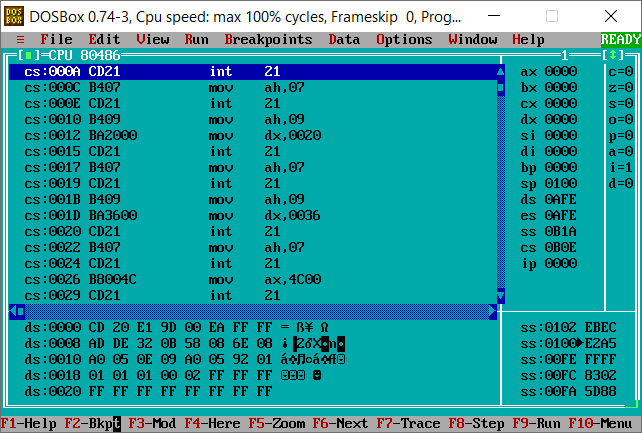 DOSBox 0.74-3, Cpu speed: max 100% cycles, Frameskip 0, Prog...
≡ File Edit View Run Breakpoints Data Options Window Help READY
[■] CPU 80486 1 [↕]
cs:000A CD21 int 21 ax 0000 c=0
cs:000C B407 mov ah,07 bx 0000 z=0
cs:000E CD21 int 21 cx 0000 s=0
cs:0010 B409 mov ah,09 dx 0000 o=0
cs:0012 BA2000 mov dx,0020 si 0000 p=0
cs:0015 CD21 int 21 di 0000 a=0
cs:0017 B407 mov ah,07 bp 0000 i=1
cs:0019 CD21 int 21 sp 0100 d=0
cs:001B B409 mov ah,09 ds 0AFE
cs:001D BA3600 mov dx,0036 es 0AFE
cs:0020 CD21 int 21 ss 0B1A
cs:0022 B407 mov ah,07 cs 0B0E
cs:0024 CD21 int 21 ip 0000
cs:0026 B8004C mov ax,4C00
cs:0029 CD21 int 21
ds:0000 CD 20 E1 9D 00 EA FF FF = ß¥ Ω ss:0102 EBEC
ds:0008 AD DE 32 0B 58 08 6E 08 ss:0100►E2A5
ds:0010 A0 05 0E 09 A0 05 92 01 ss:00FE FFFF
ds:0018 01 01 01 00 02 FF FF FF ss:00FC 8302
ds:0020 FF FF FF FF FF FF FF FF ss:00FA 5D88
F1-Help F2-Bkpt F3-Mod F4-Here F5-Zoom F6-Next F7-Trace F8-Step F9-Run F10-Menu